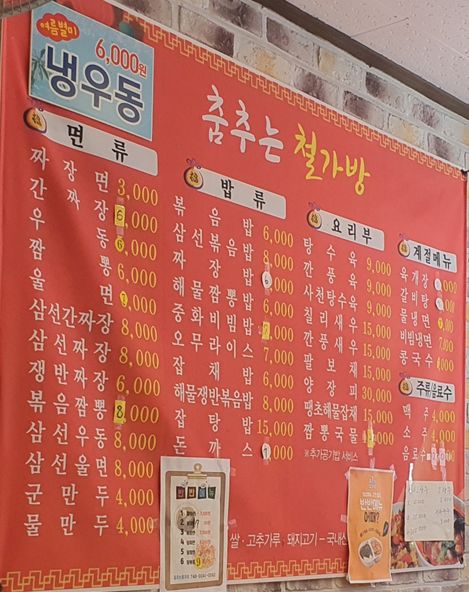 여름별미
6,000원
냉우동
춤추는 철가방
면류
짜장면 3,000
간짜장 6
우동 6,000
짬뽕 6,000
울면 7,000
삼선간짜장 8,000
삼선짜장 8,000
쟁반짜장 6,000
볶음짬뽕 8
삼선우동 8,000
삼선울면 8,000
군만두 4,000
물만두 4,000
밥류
볶음밥 6,000
삼선볶음밥 8,000
짜장밥 6,000
해물짬뽕밥 8,000
중화비빔밥 7
오무라이스 7,000
잡채밥 6,000
해물쟁반볶음밥 8,000
잡탕밥 15,000
돈까스 7,000
요리부
탕수육 9,000
깐풍육 9,000
사천탕수육 9,000
칠리새우 15,000
깐풍새우 15,000
팔보채 15,000
양장피 30,000
맹초해물잡채 15,000
짬뽕국물
※추가공기밥 서비스
계절메뉴
육개장
갈비탕
물냉면
비빔냉면
콩국수
주류/음료수
맥주 4,000
소주 4,000
음료수
쌀·고추가루·돼지고기-국내산
반반메뉴